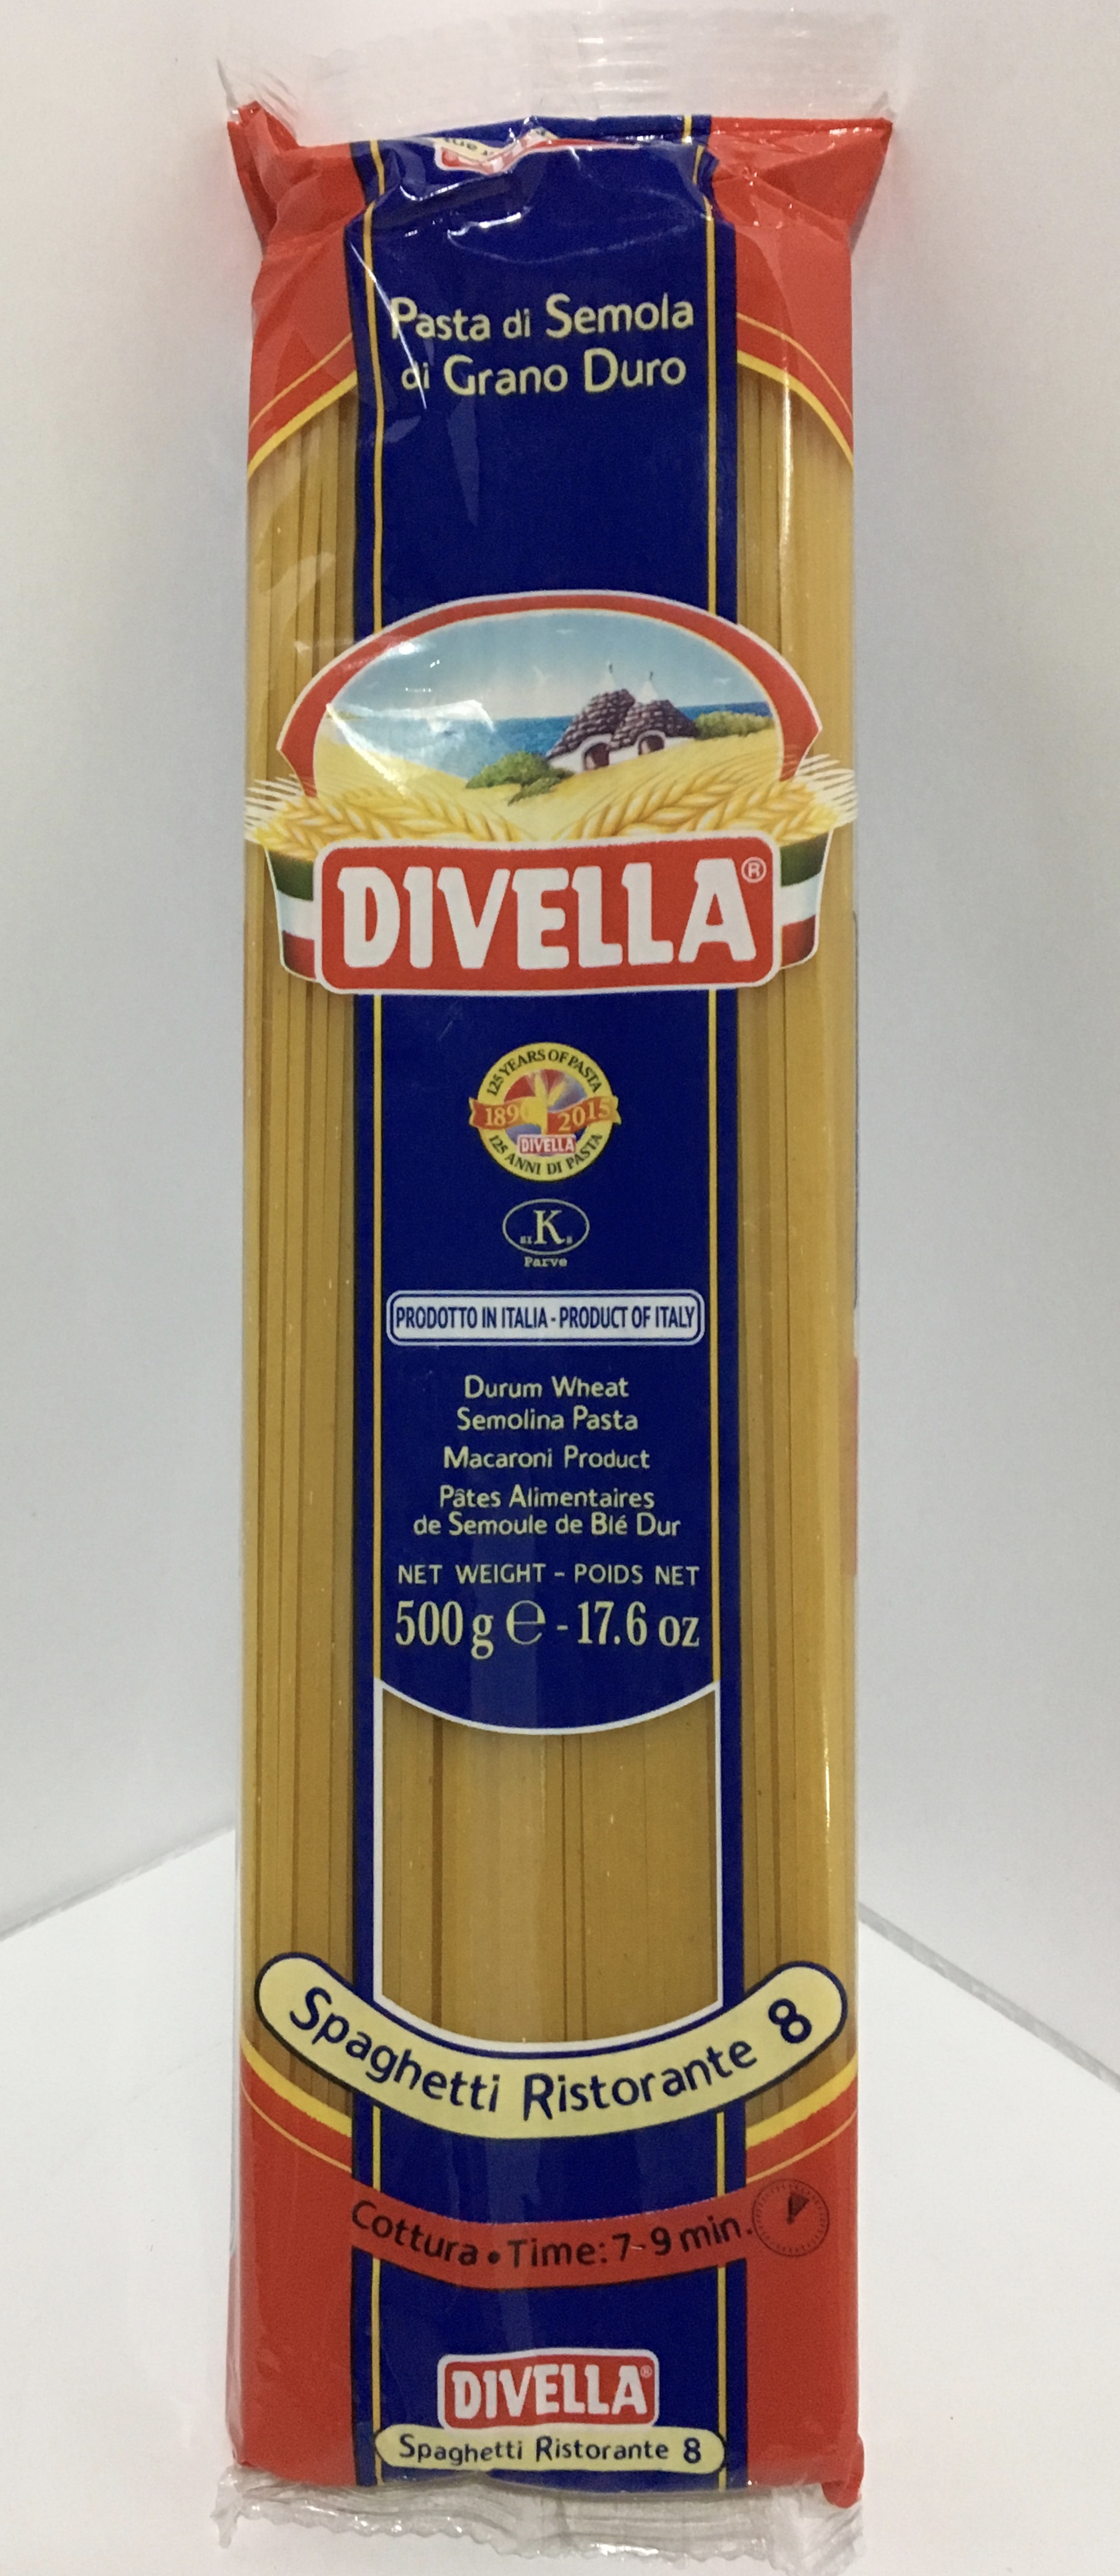 Pasta di Semola
di Grano Duro
DIVELLA®
125 YEARS OF PASTA
1890 2015
DIVELLA
125 ANNI DI PASTA
K
Parve
PRODOTTO IN ITALIA - PRODUCT OF ITALY
Durum Wheat
Semolina Pasta
Macaroni Product
Pâtes Alimentaires
de Semoule de Blé Dur
NET WEIGHT - POIDS NET
500 g ℮ - 17.6 oz
Spaghetti Ristorante 8
Cottura • Time: 7-9 min.
DIVELLA®
Spaghetti Ristorante 8